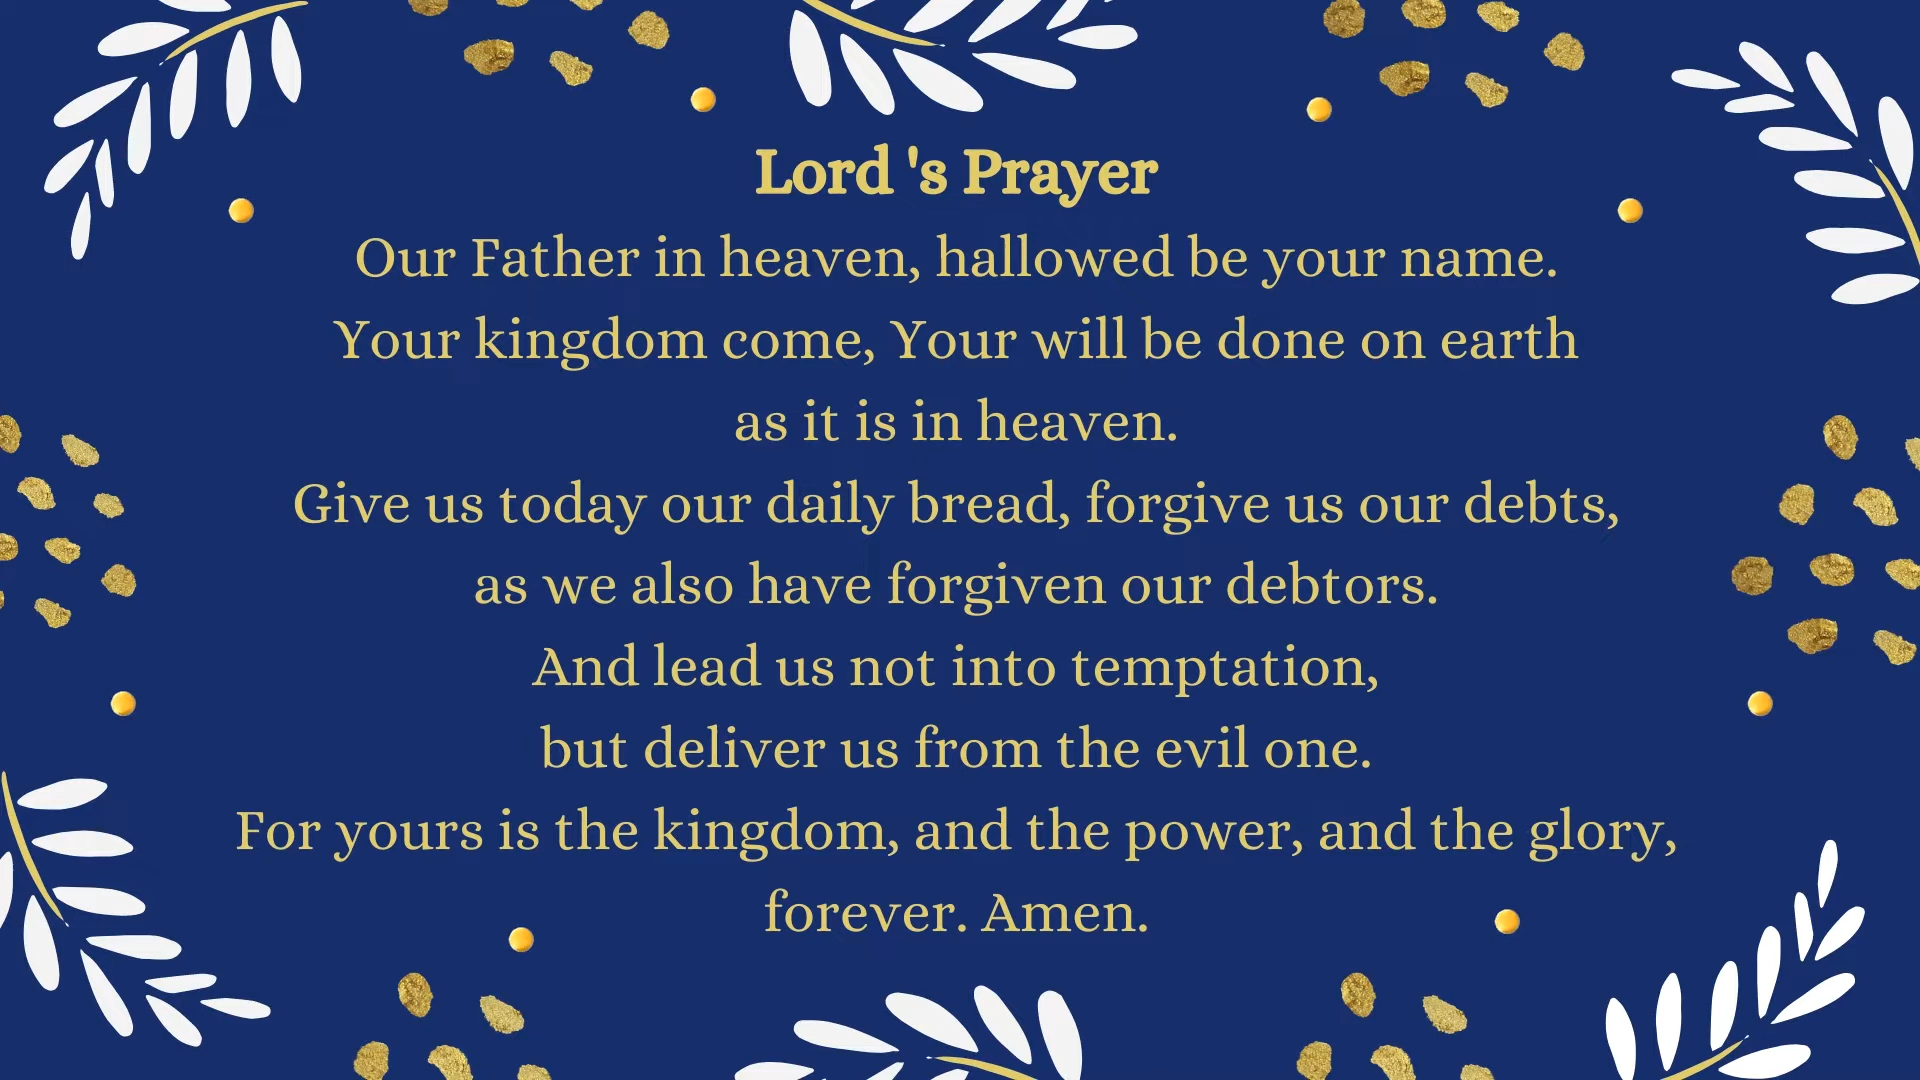 Lord 's Prayer
Our Father in heaven, hallowed be your name.
Your kingdom come, Your will be done on earth
as it is in heaven.
Give us today our daily bread, forgive us our debts,
as we also have forgiven our debtors.
And lead us not into temptation,
but deliver us from the evil one.
For yours is the kingdom, and the power, and the glory,
forever. Amen.